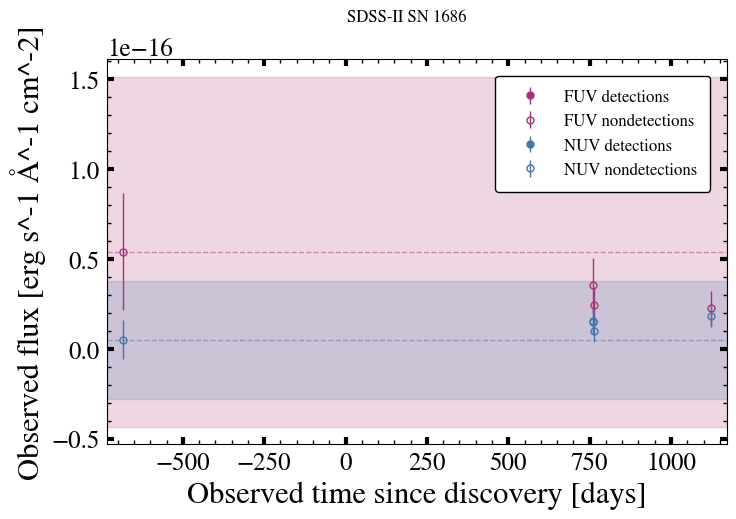 SDSS-II SN 1686
1e−16
1.5
1.0
0.5
0.0
−0.5
Observed flux [erg s^-1 Å^-1 cm^-2]
FUV detections
FUV nondetections
NUV detections
NUV nondetections
−500 −250 0 250 500 750 1000
Observed time since discovery [days]